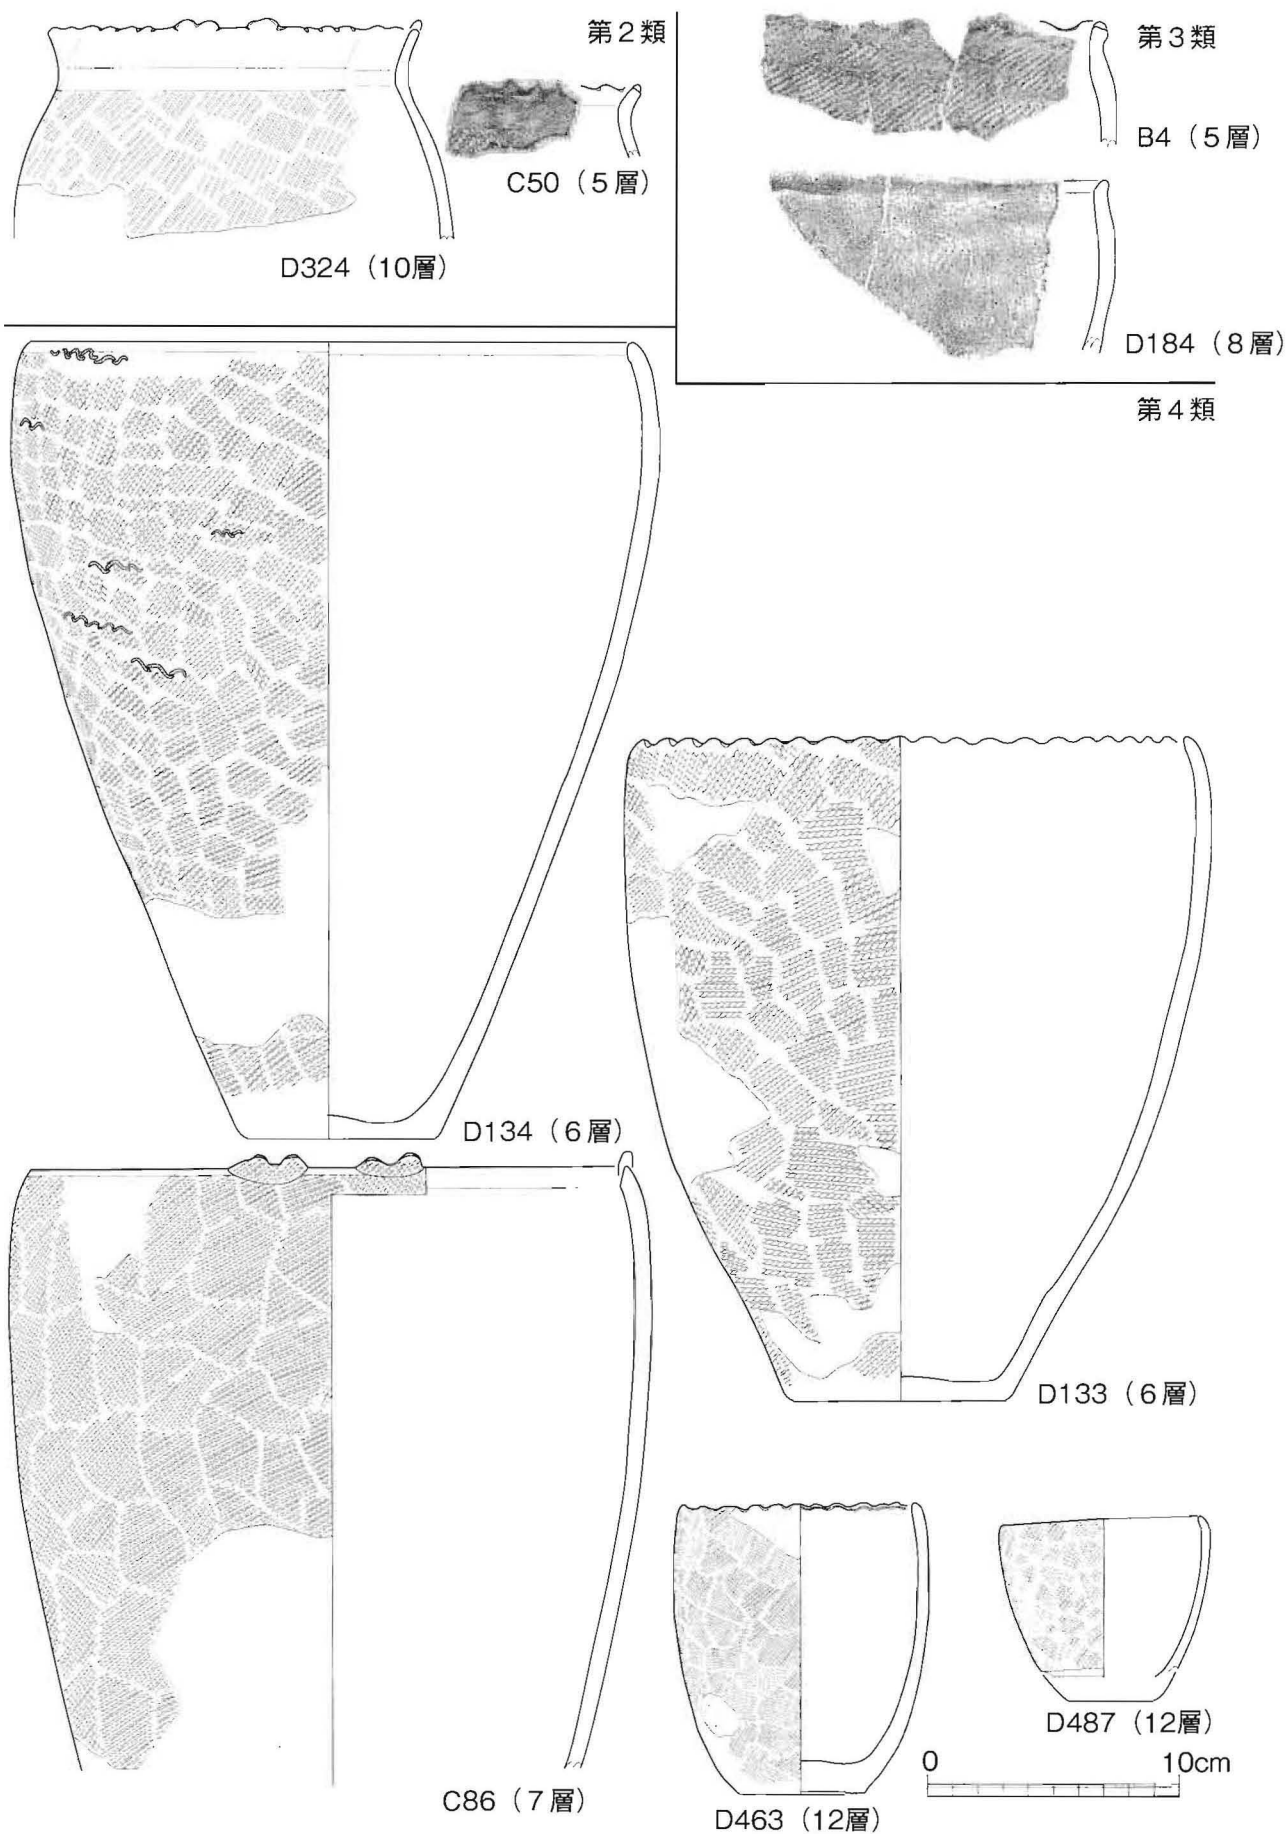 第2類
C50（5層）
D324（10層）
第3類
B4（5層）
D184（8層）
第4類
D134（6層）
D133（6層）
C86（7層）
D463（12層）
D487（12層）
0 10cm